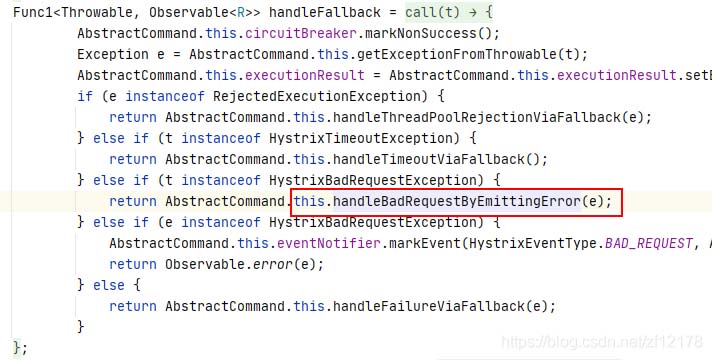 Func1<Throwable, Observable<R>> handleFallback = call(t) → {
AbstractCommand.this.circuitBreaker.markNonSuccess();
Exception e = AbstractCommand.this.getExceptionFromThrowable(t);
AbstractCommand.this.executionResult = AbstractCommand.this.executionResult.setE
if (e instanceof RejectedExecutionException) {
return AbstractCommand.this.handleThreadPoolRejectionViaFallback(e);
} else if (t instanceof HystrixTimeoutException) {
return AbstractCommand.this.handleTimeoutViaFallback();
} else if (t instanceof HystrixBadRequestException) {
return AbstractCommand.this.handleBadRequestByEmittingError(e);
} else if (e instanceof HystrixBadRequestException) {
AbstractCommand.this.eventNotifier.markEvent(HystrixEventType.BAD_REQUEST, A
return Observable.error(e);
} else {
return AbstractCommand.this.handleFailureViaFallback(e);
}
};
https://blog.csdn.net/zf12178